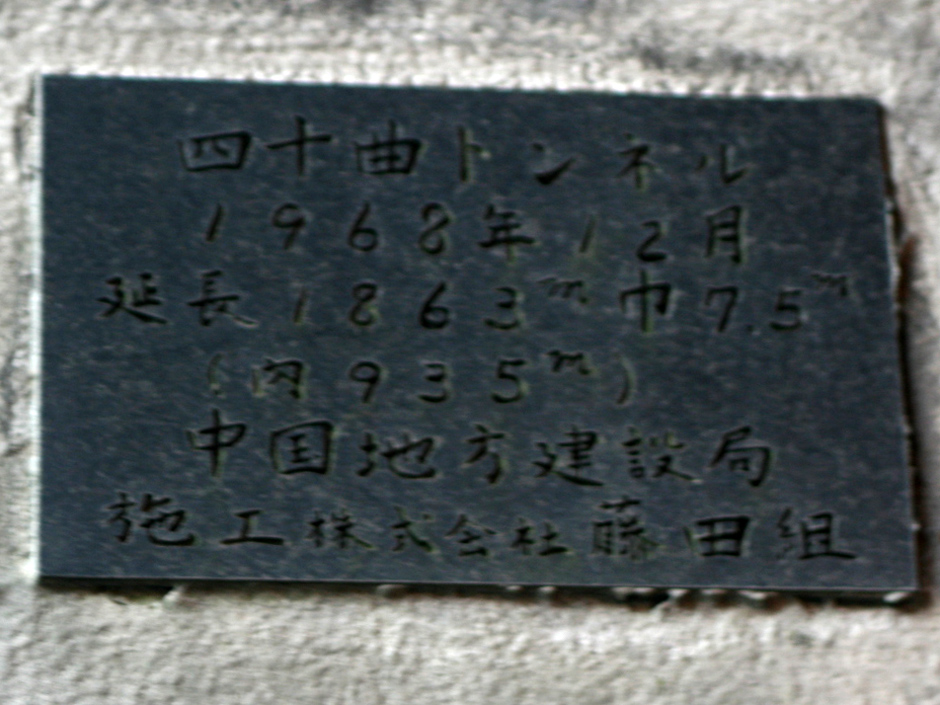 四十曲トンネル
1968年12月
延長1863m巾7.5m
(内935m)
中国地方建設局
施工株式会社藤田組